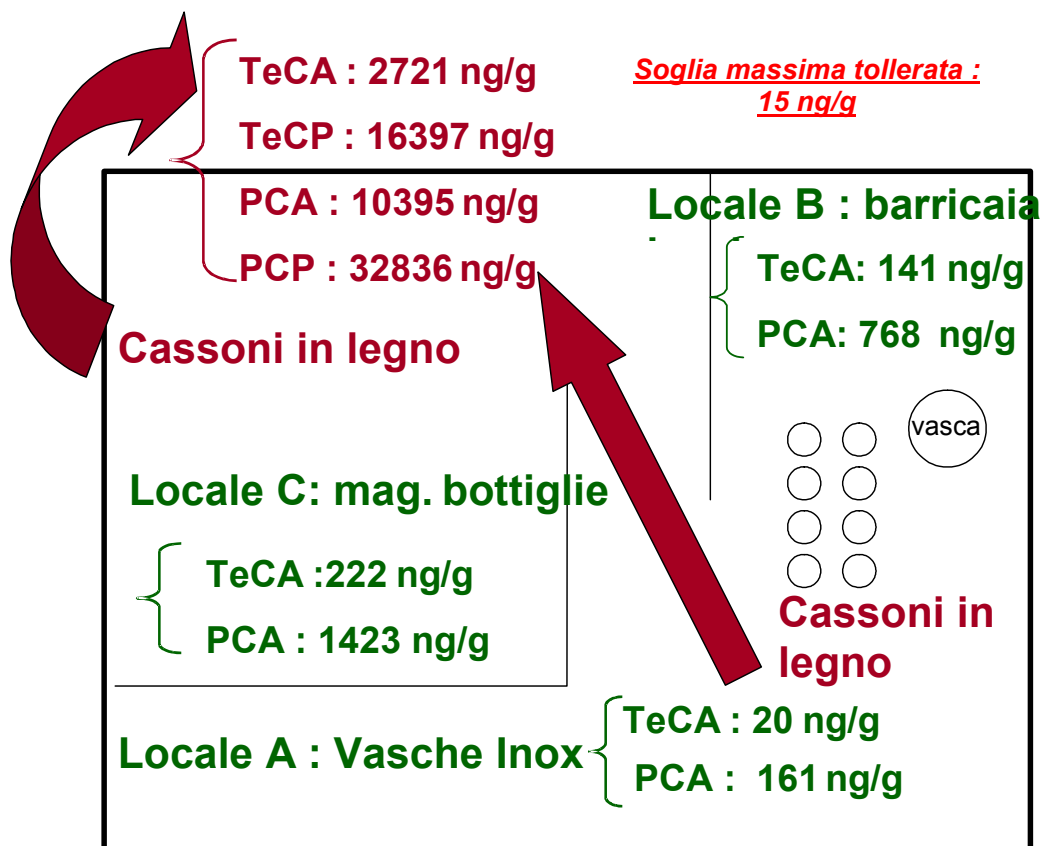 TeCA : 2721 ng/g
TeCP : 16397 ng/g
PCA : 10395 ng/g
PCP : 32836 ng/g
Soglia massima tollerata :
15 ng/g
Locale B : barricaia
TeCA: 141 ng/g
PCA: 768 ng/g
Cassoni in legno
vasca
Locale C: mag. bottiglie
TeCA :222 ng/g
PCA : 1423 ng/g
Cassoni in
legno
Locale A : Vasche Inox
TeCA : 20 ng/g
PCA : 161 ng/g